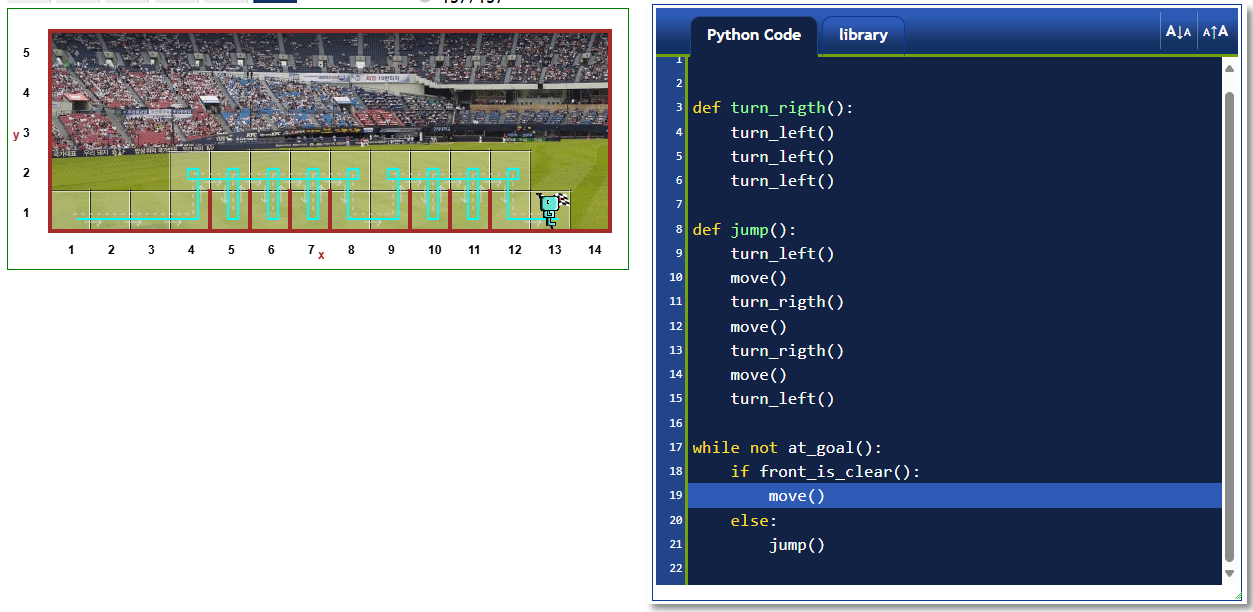 Python Code
library
A↓A
A↑A
1
2
3 def turn_rigth():
4 turn_left()
5 turn_left()
6 turn_left()
7
8 def jump():
9 turn_left()
10 move()
11 turn_rigth()
12 move()
13 turn_rigth()
14 move()
15 turn_left()
16
17 while not at_goal():
18 if front_is_clear():
19 move()
20 else:
21 jump()
22
5
4
y 3
2
1
1 2 3 4 5 6 7 8 9 10 11 12 13 14
x